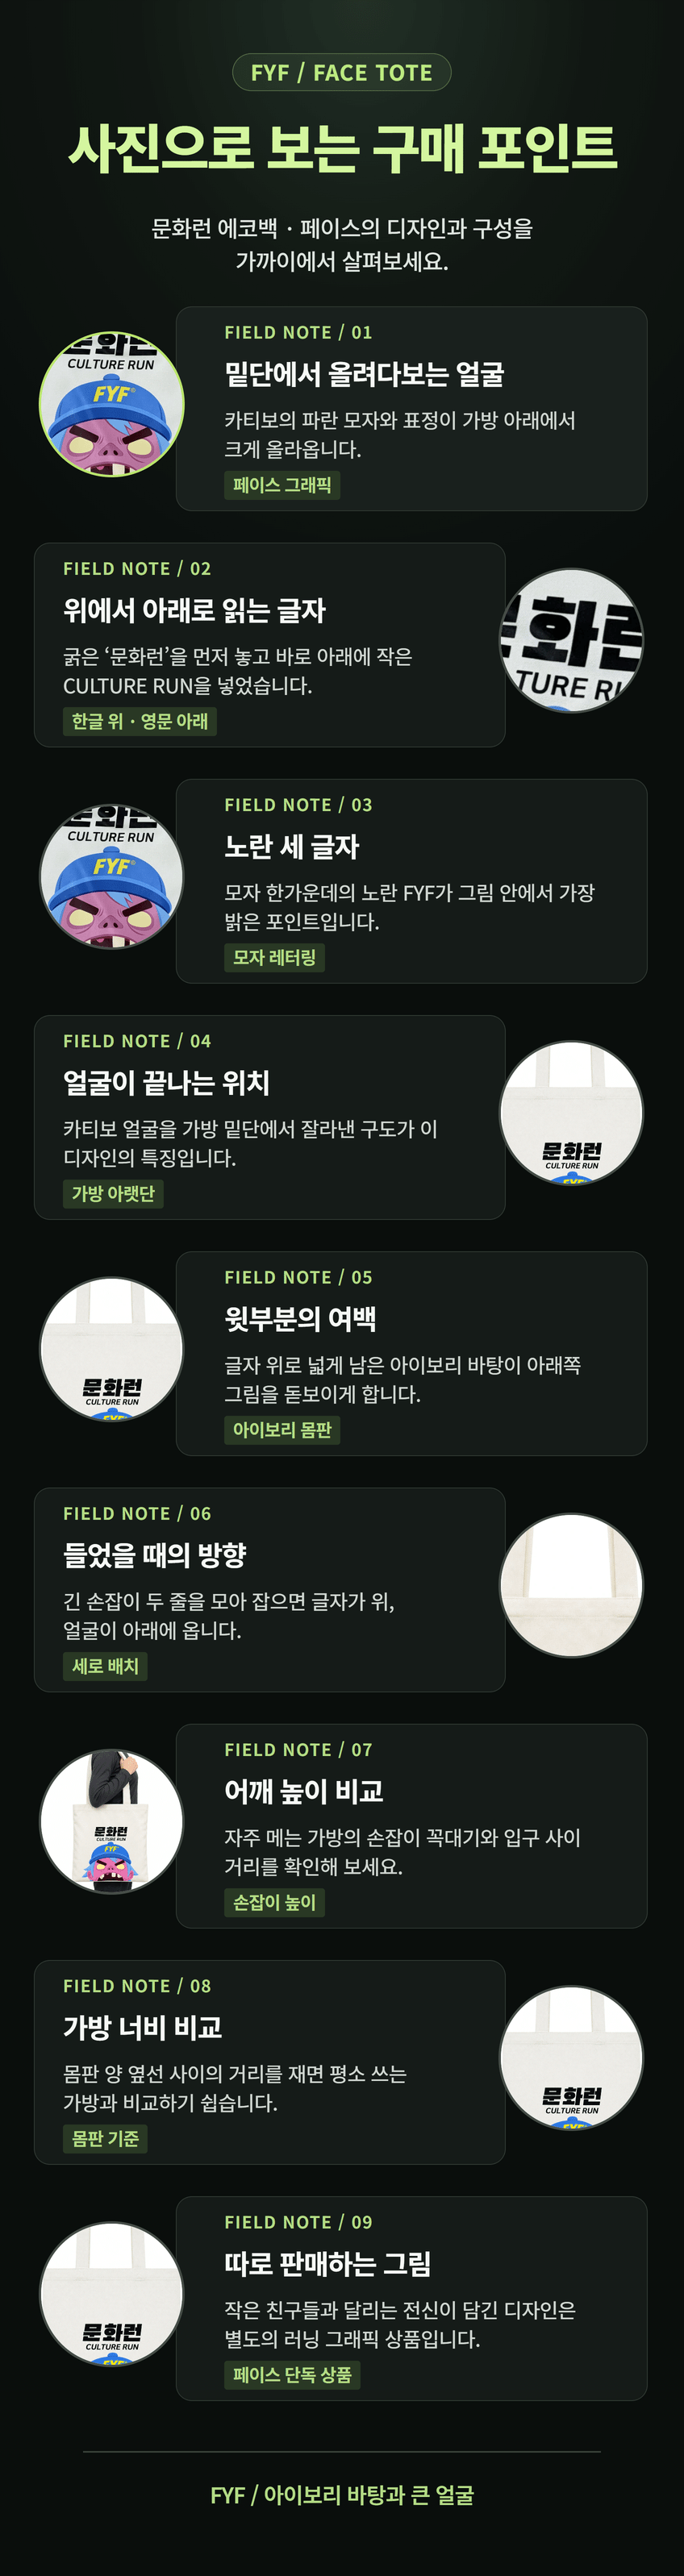 FYF / FACE TOTE
사진으로 보는 구매 포인트
문화런 에코백 · 페이스의 디자인과 구성을
가까이에서 살펴보세요.
문화런
CULTURE RUN
FYF
FIELD NOTE / 01
밑단에서 올려다보는 얼굴
카티보의 파란 모자와 표정이 가방 아래에서
크게 올라옵니다.
페이스 그래픽
FIELD NOTE / 02
위에서 아래로 읽는 글자
굵은 ‘문화런’을 먼저 놓고 바로 아래에 작은
CULTURE RUN을 넣었습니다.
한글 위 · 영문 아래
문화런
TURE RU
FIELD NOTE / 03
노란 세 글자
모자 한가운데의 노란 FYF가 그림 안에서 가장
밝은 포인트입니다.
모자 레터링
문화런
CULTURE RUN
FYF
FIELD NOTE / 04
얼굴이 끝나는 위치
카티보 얼굴을 가방 밑단에서 잘라낸 구도가 이
디자인의 특징입니다.
가방 아랫단
문화런
CULTURE RUN
FYF
FIELD NOTE / 05
윗부분의 여백
글자 위로 넓게 남은 아이보리 바탕이 아래쪽
그림을 돋보이게 합니다.
아이보리 몸판
문화런
CULTURE RUN
FYF
FIELD NOTE / 06
들었을 때의 방향
긴 손잡이 두 줄을 모아 잡으면 글자가 위,
얼굴이 아래에 옵니다.
세로 배치
FIELD NOTE / 07
어깨 높이 비교
자주 메는 가방의 손잡이 꼭대기와 입구 사이
거리를 확인해 보세요.
손잡이 높이
문화런
CULTURE RUN
FYF
FIELD NOTE / 08
가방 너비 비교
몸판 양 옆선 사이의 거리를 재면 평소 쓰는
가방과 비교하기 쉽습니다.
몸판 기준
문화런
CULTURE RUN
FYF
FIELD NOTE / 09
따로 판매하는 그림
작은 친구들과 달리는 전신이 담긴 디자인은
별도의 러닝 그래픽 상품입니다.
페이스 단독 상품
문화런
CULTURE RUN
FYF
FYF / 아이보리 바탕과 큰 얼굴